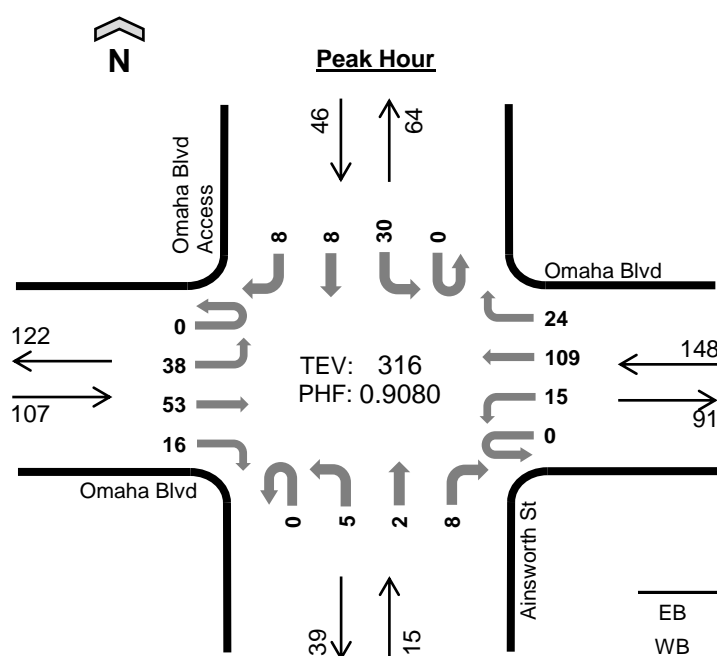 N
Peak Hour
46
64
Omaha Blvd
Access
8
8
30
0
Omaha Blvd
0
38
53
16
24
109
15
0
122
107
148
91
TEV: 316
PHF: 0.9080
Omaha Blvd
0
5
2
8
Ainsworth St
39
15
EB
WB